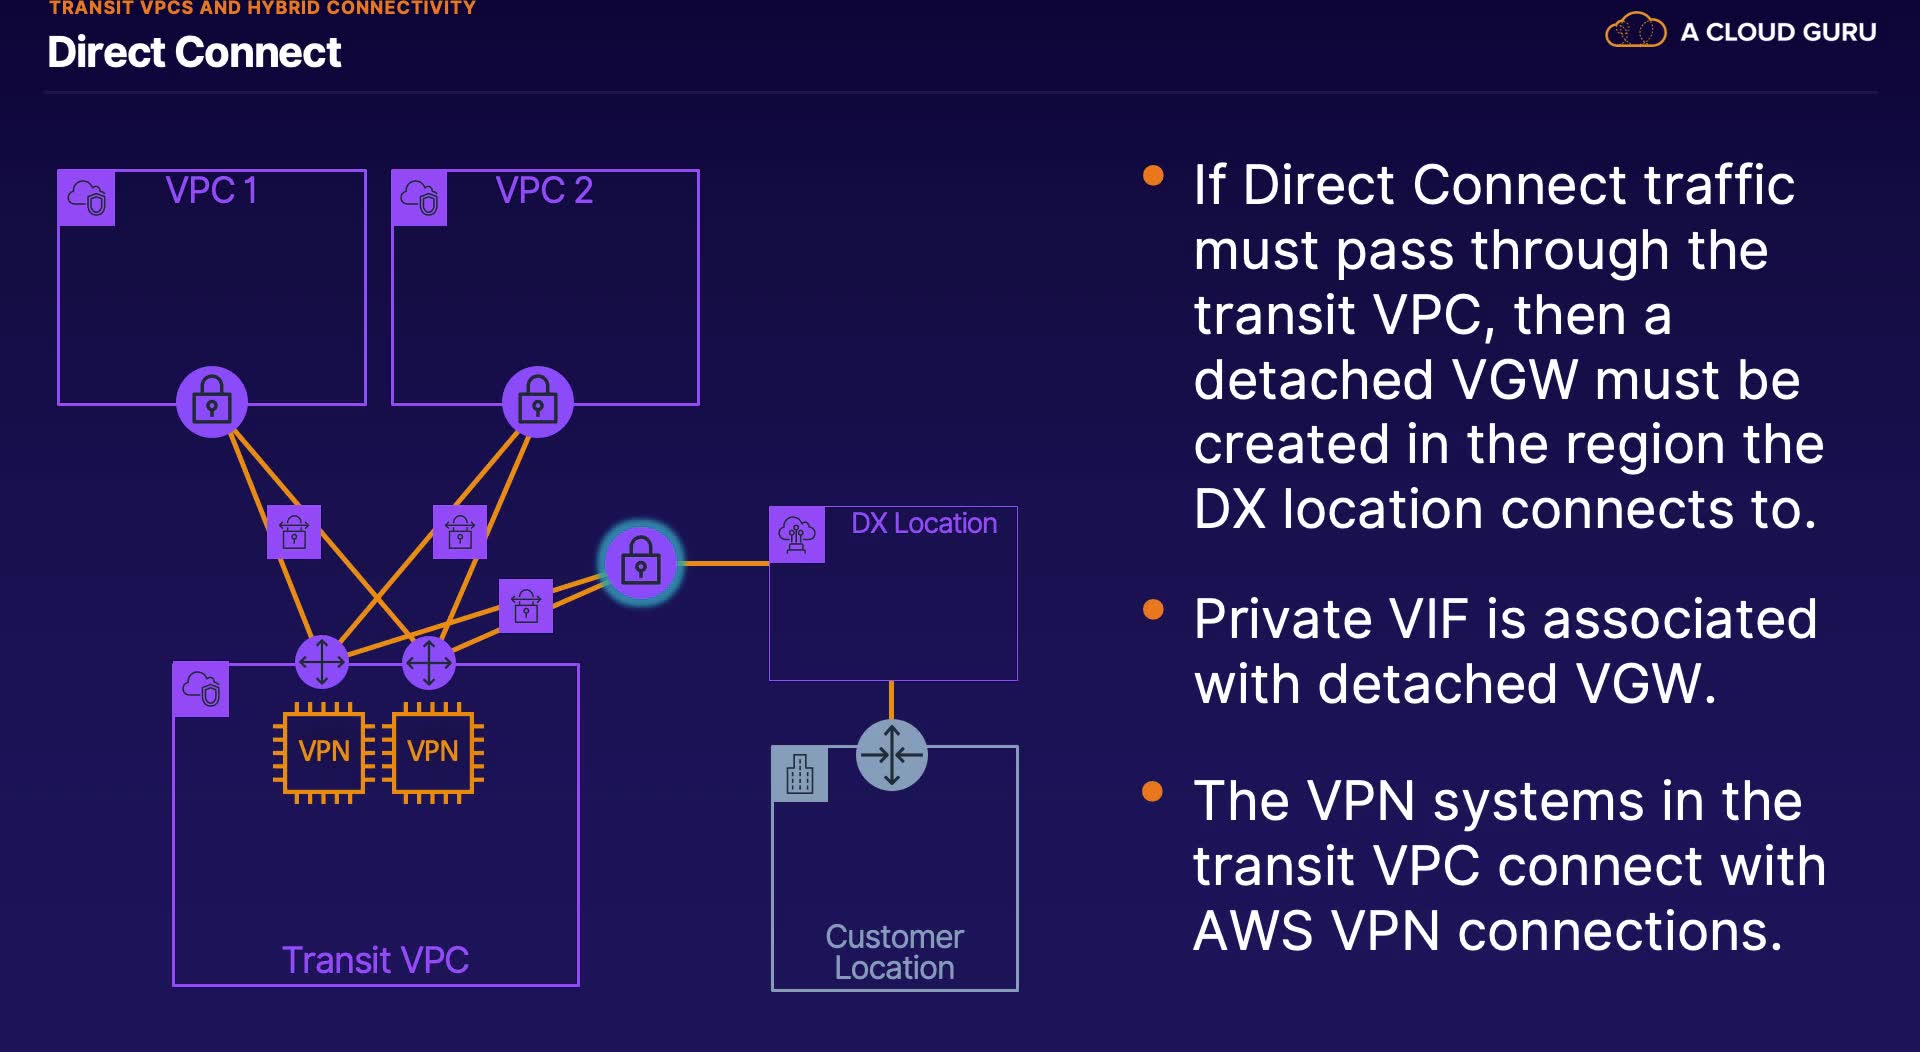 TRANSIT VPCS AND HYBRID CONNECTIVITY
Direct Connect
A CLOUD GURU
VPC 1
VPC 2
DX Location
VPN
VPN
Transit VPC
Customer
Location
If Direct Connect traffic
must pass through the
transit VPC, then a
detached VGW must be
created in the region the
DX location connects to.
Private VIF is associated
with detached VGW.
The VPN systems in the
transit VPC connect with
AWS VPN connections.